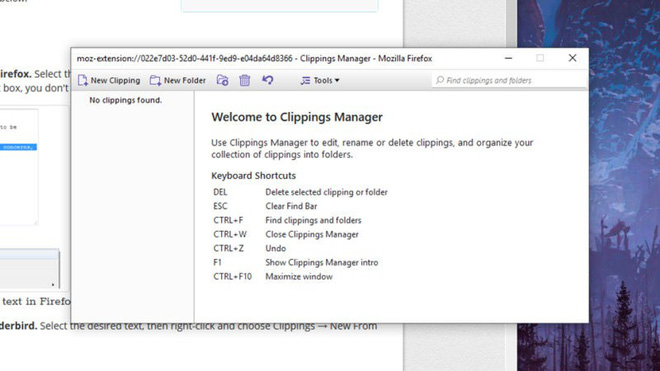 below.
moz-extension://022e7d03-52d0-441f-9ed9-e04da64d8366 - Clippings Manager - Mozilla Firefox
New Clipping New Folder Tools Find clippings and folders
irefox. Select th
t box, you don't
to be
No clippings found.
Welcome to Clippings Manager
Use Clippings Manager to edit, rename or delete clippings, and organize your
collection of clippings into folders.
Keyboard Shortcuts
DEL Delete selected clipping or folder
ESC Clear Find Bar
CTRL+F Find clippings and folders
CTRL+W Close Clippings Manager
CTRL+Z Undo
F1 Show Clippings Manager intro
CTRL+F10 Maximize window
text in Firefo
derbird. Select the desired text, then right-click and choose Clippings → New From